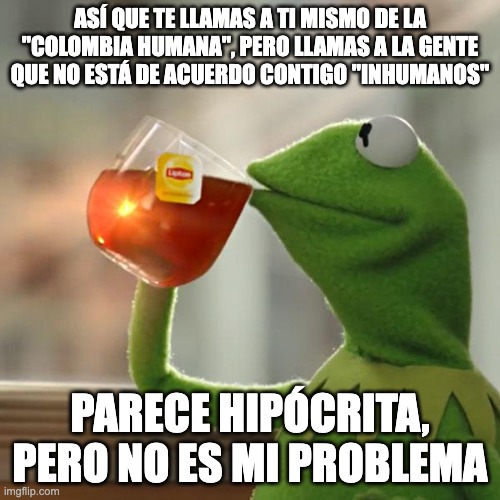 ASÍ QUE TE LLAMAS A TI MISMO DE LA
"COLOMBIA HUMANA", PERO LLAMAS A LA GENTE
QUE NO ESTÁ DE ACUERDO CONTIGO "INHUMANOS"
Lipton
PARECE HIPÓCRITA,
PERO NO ES MI PROBLEMA
imgflip.com